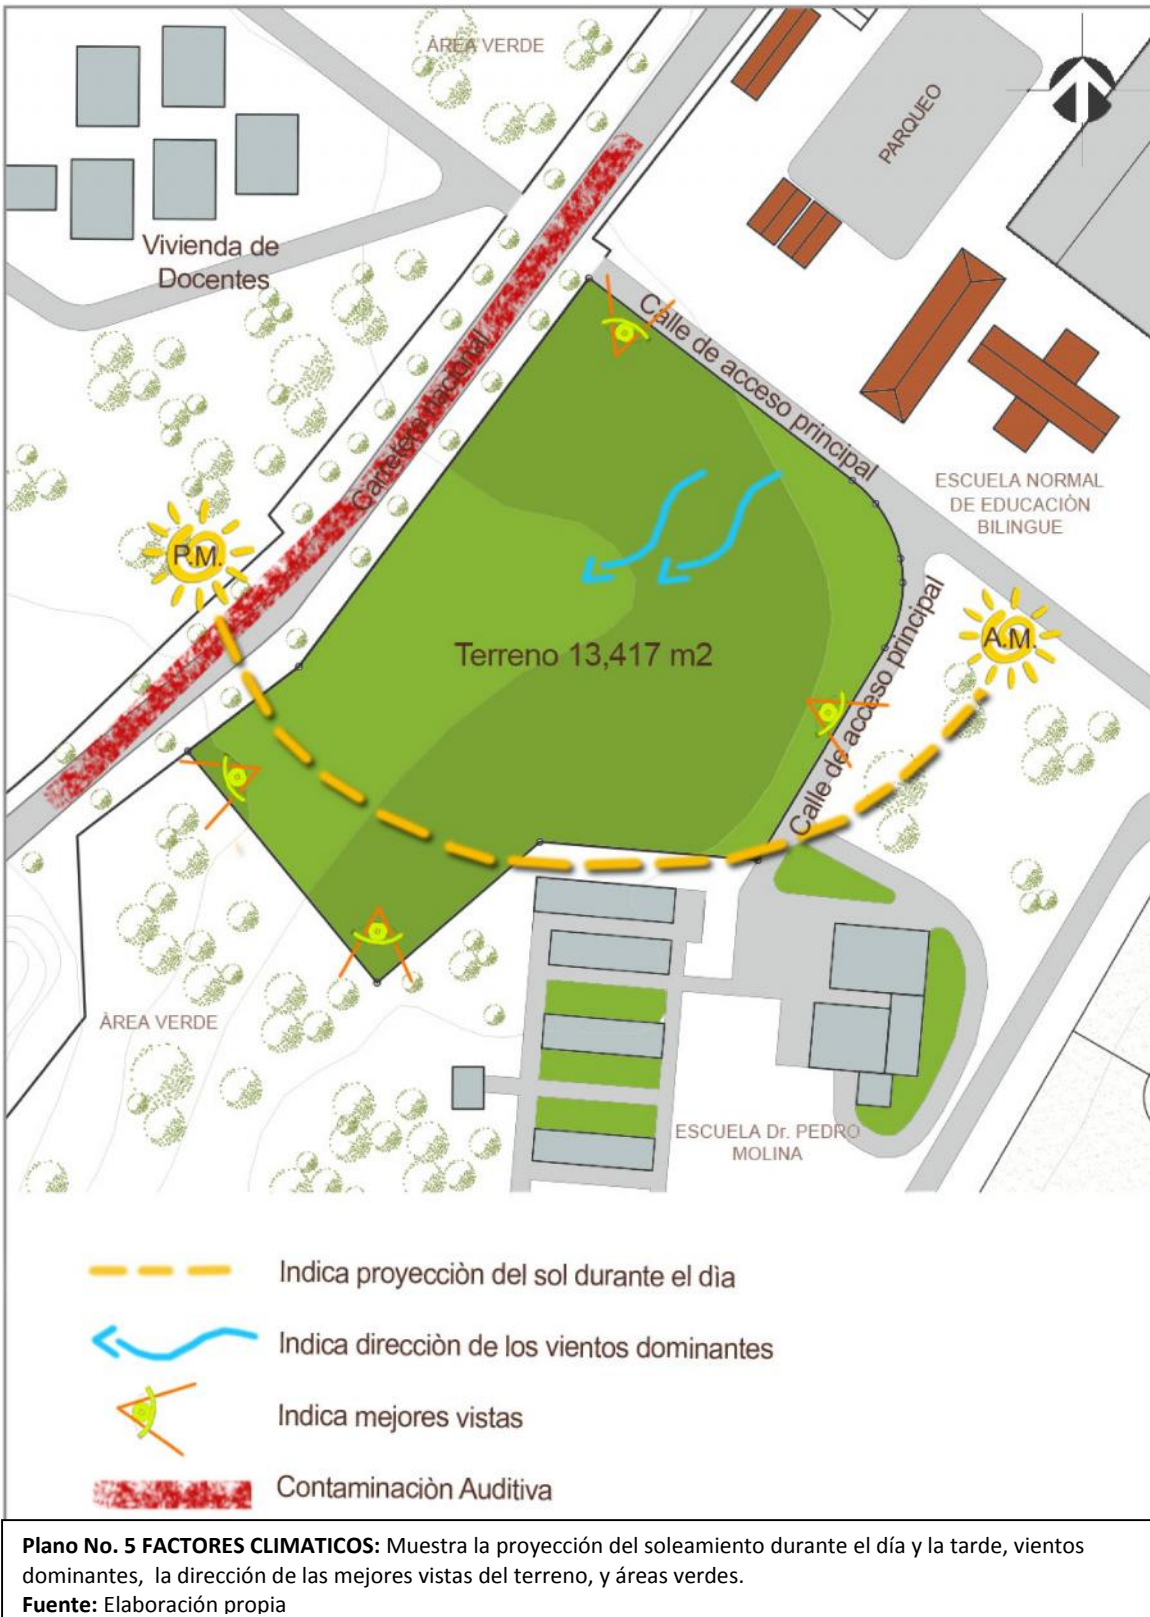 ÀREA VERDE
PARQUEO
Vivienda de
Docentes
Carretera nacional
Calle de acceso principal
ESCUELA NORMAL
DE EDUCACIÒN
BILINGUE
P.M.
A.M.
Terreno 13,417 m2
Calle de acceso principal
ÀREA VERDE
ESCUELA Dr. PEDRO
MOLINA
Indica proyecciòn del sol durante el dìa
Indica direcciòn de los vientos dominantes
Indica mejores vistas
Contaminaciòn Auditiva
Plano No. 5 FACTORES CLIMATICOS: Muestra la proyección del soleamiento durante el día y la tarde, vientos
dominantes, la dirección de las mejores vistas del terreno, y áreas verdes.
Fuente: Elaboración propia